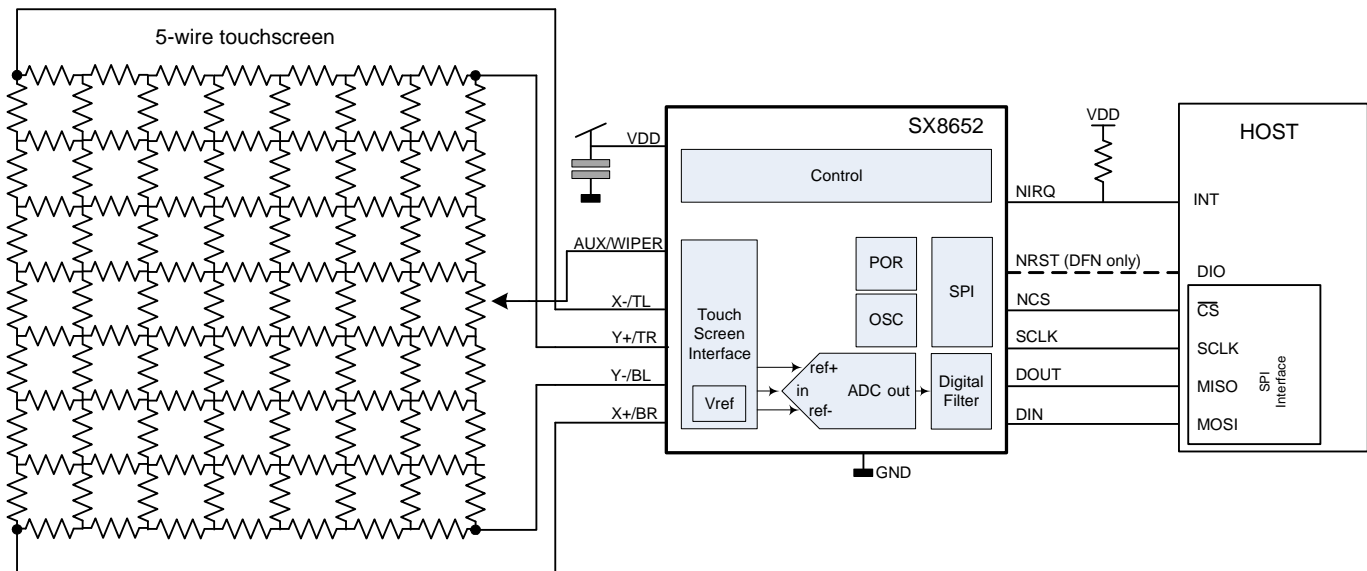 5-wire touchscreen
VDD
AUX/WIPER
X-/TL
Y+/TR
Y-/BL
X+/BR
SX8652
Control
Touch
Screen
Interface
Vref
POR
OSC
SPI
ref+
in
ref-
ADC out
Digital
Filter
GND
VDD
NIRQ
NRST (DFN only)
NCS
SCLK
DOUT
DIN
HOST
INT
DIO
CS
SCLK
MISO
MOSI
SPI
Interface